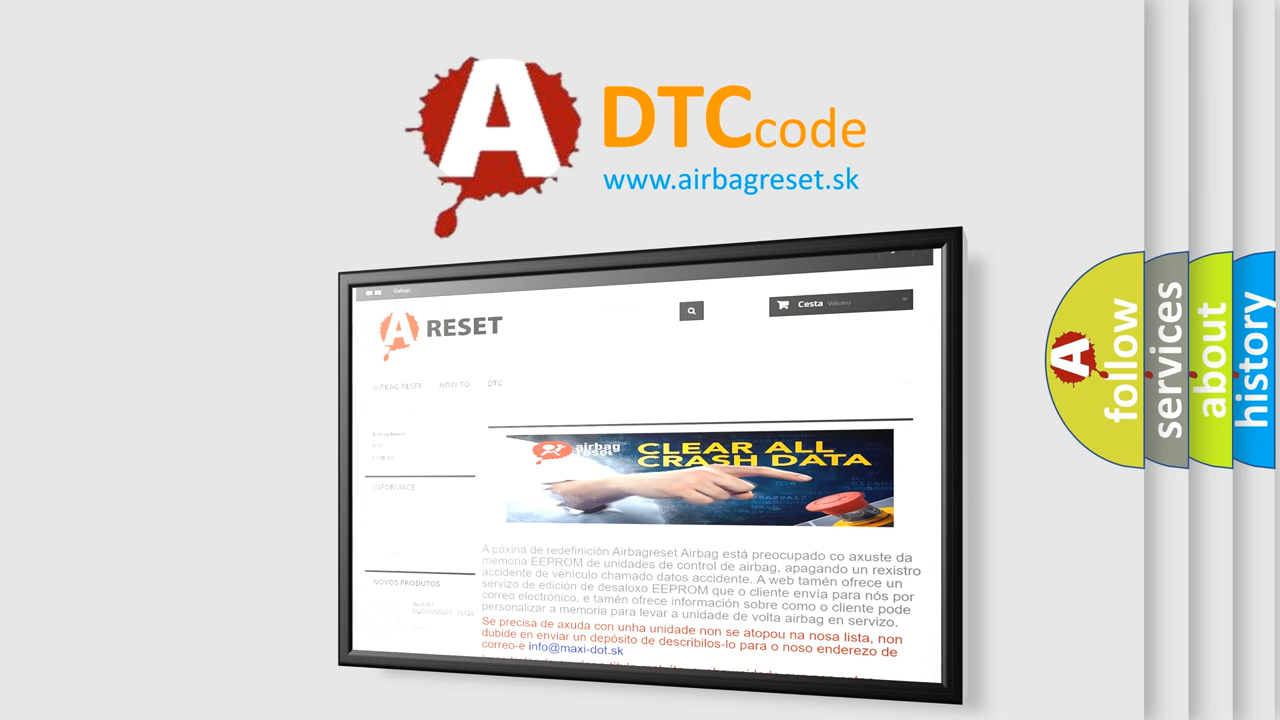 A
DTCcode
www.airbagreset.sk
Galego
A RESET
Cesta Valeiro
AIRBAG RESET HOW TO DTC
INFORMACE
airbag
reset
CLEAR ALL
CRASH DATA
A páxina de redefinición Airbagreset Airbag está preocupado co axuste da
memoria EEPROM de unidades de control de airbag, apagando un rexistro
accidente de vehículo chamado datos accidente. A web tamén ofrece un
servizo de edición de desaloxo EEPROM que o cliente envía para nós por
correo electrónico, e tamén ofrece información sobre como o cliente pode
personalizar a memoria para levar a unidade de volta airbag en servizo.
NOVOS PRODUTOS
Se precisa de axuda con unha unidade non se atopou na nosa lista, non
dubide en enviar un depósito de describilos-lo para o noso enderezo de
correo-e info@maxi-dot.sk
A
follow
services
about
history